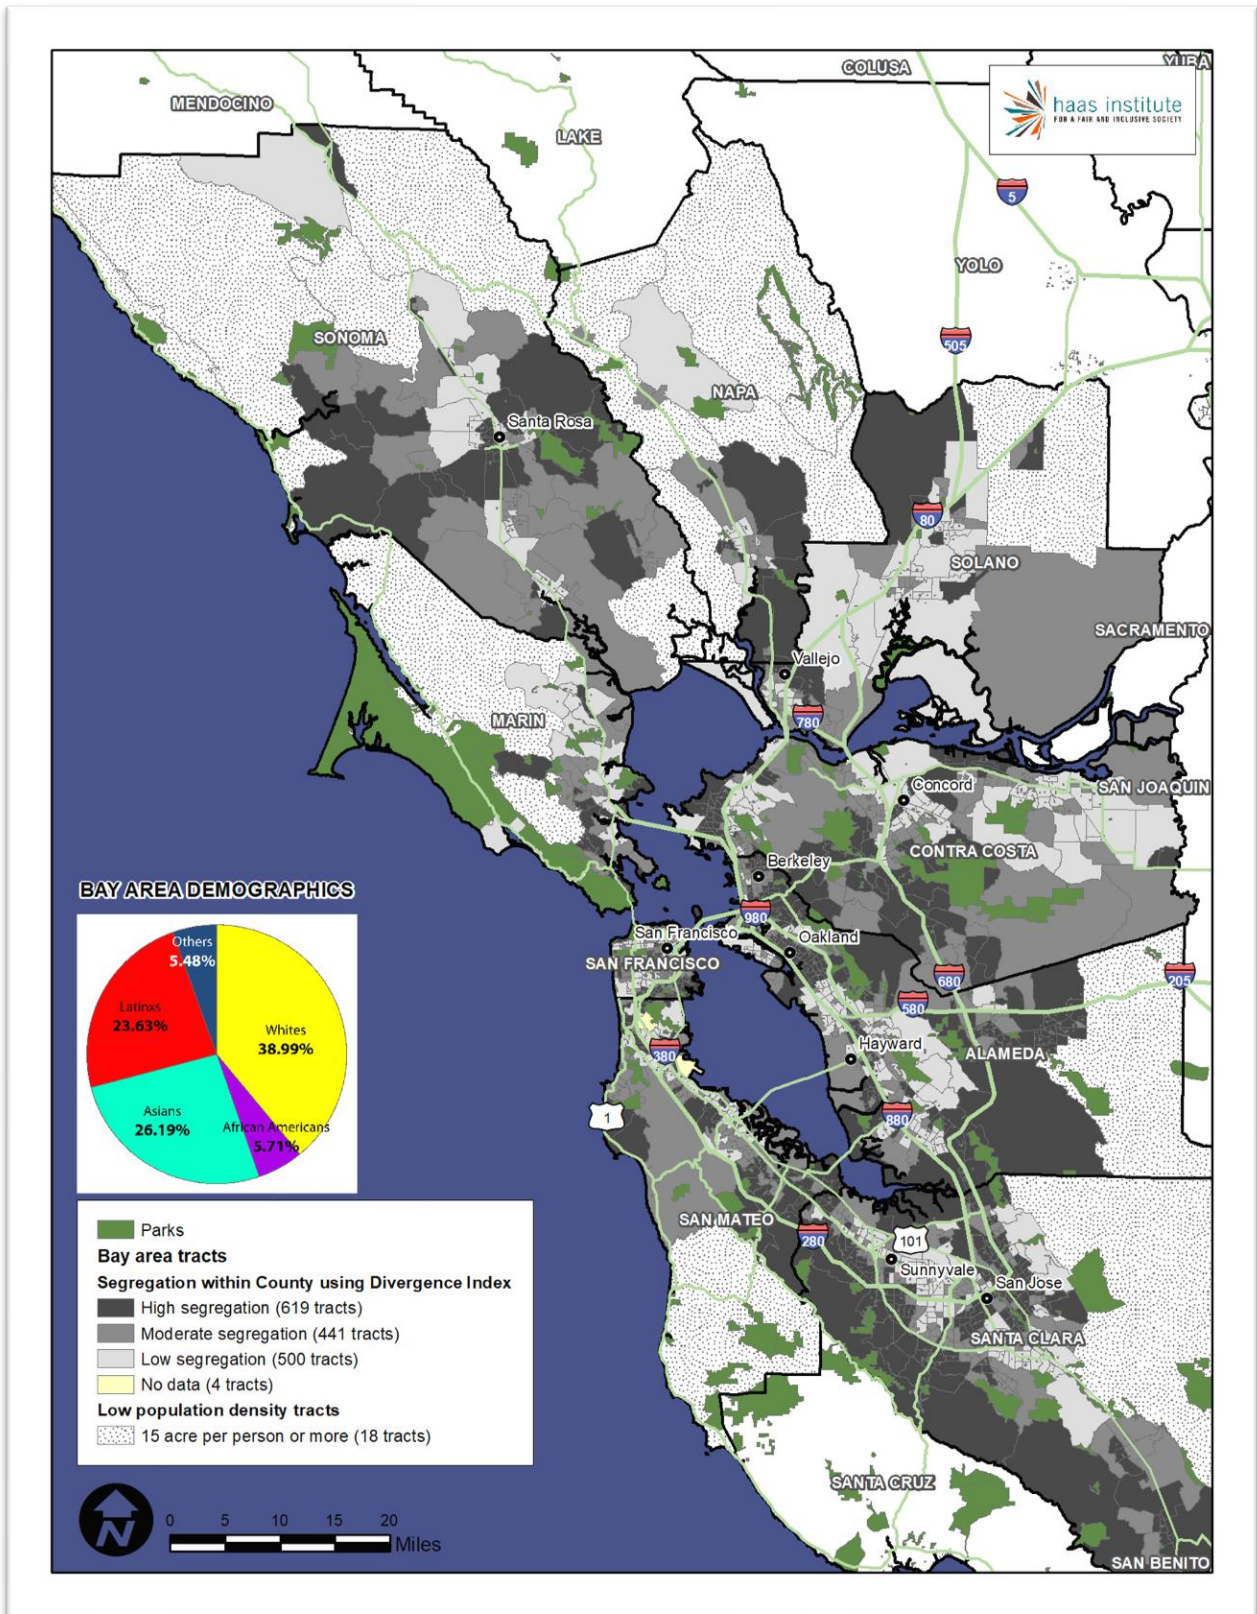 COLUSA
YUBA
haas institute
FOR A FAIR AND INCLUSIVE SOCIETY
MENDOCINO
LAKE
5
YOLO
505
SONOMA
NAPA
Santa Rosa
80
SOLANO
SACRAMENTO
Vallejo
780
MARIN
Concord
SAN JOAQUIN
CONTRA COSTA
Berkeley
980
San Francisco
Oakland
SAN FRANCISCO
680
205
580
380
Hayward
ALAMEDA
1
880
SAN MATEO
280
101
Sunnyvale
San Jose
SANTA CLARA
SANTA CRUZ
SAN BENITO
BAY AREA DEMOGRAPHICS
Others
5.48%
Latinxs
23.63%
Whites
38.99%
Asians
26.19%
African Americans
5.71%
Parks
Bay area tracts
Segregation within County using Divergence Index
High segregation (619 tracts)
Moderate segregation (441 tracts)
Low segregation (500 tracts)
No data (4 tracts)
Low population density tracts
15 acre per person or more (18 tracts)
N
0 5 10 15 20
Miles